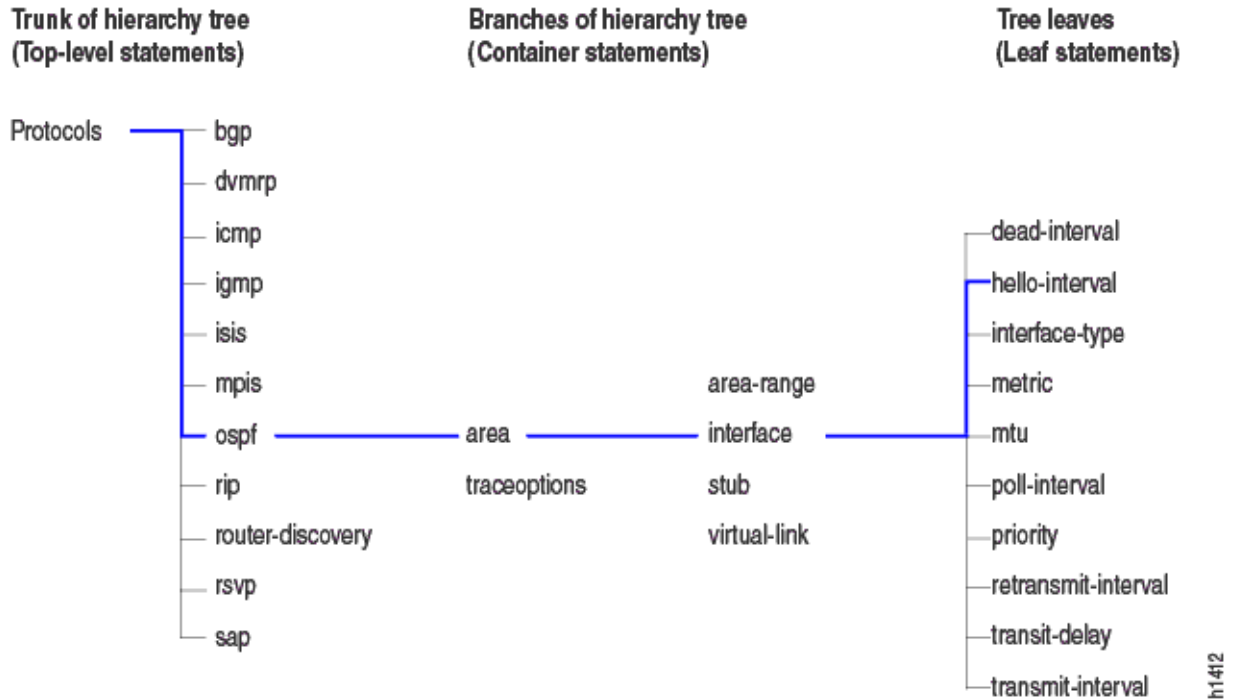 Trunk of hierarchy tree
(Top-level statements)
Branches of hierarchy tree
(Container statements)
Tree leaves
(Leaf statements)
Protocols
bgp
dvmrp
icmp
igmp
isis
mpis
ospf
rip
router-discovery
rsvp
sap
area
traceoptions
area-range
interface
stub
virtual-link
dead-interval
hello-interval
interface-type
metric
mtu
poll-interval
priority
retransmit-interval
transit-delay
transmit-interval
h1412